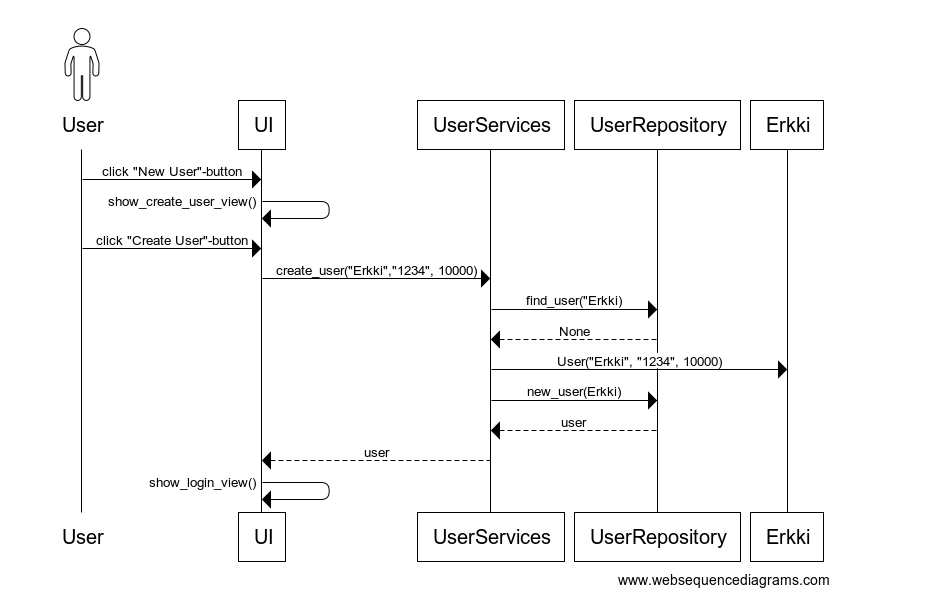 User
UI
UserServices
UserRepository
Erkki
click "New User"-button
show_create_user_view()
click "Create User"-button
create_user("Erkki","1234", 10000)
find_user("Erkki)
None
User("Erkki", "1234", 10000)
new_user(Erkki)
user
user
show_login_view()
User
UI
UserServices
UserRepository
Erkki
www.websequencediagrams.com